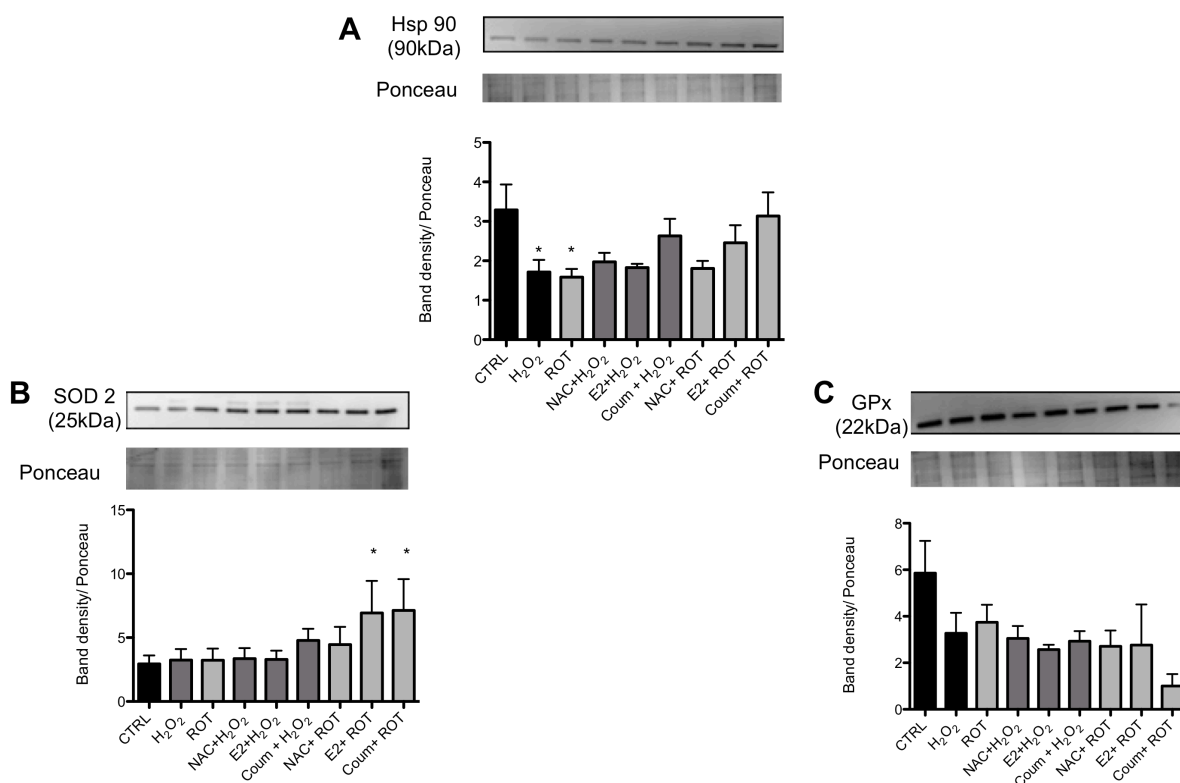 A
Hsp 90
(90kDa)
Ponceau
Band density/ Ponceau
5
4
3
2
1
0
*
*
CTRL
H2O2
ROT
NAC+H2O2
E2+H2O2
Coum + H2O2
NAC+ ROT
E2+ ROT
Coum+ ROT
B
SOD 2
(25kDa)
Ponceau
Band density/ Ponceau
15
10
5
0
*
*
CTRL
H2O2
ROT
NAC+H2O2
E2+H2O2
Coum + H2O2
NAC+ ROT
E2+ ROT
Coum+ ROT
C
GPx
(22kDa)
Ponceau
Band density/ Ponceau
8
6
4
2
0
CTRL
H2O2
ROT
NAC+H2O2
E2+H2O2
Coum + H2O2
NAC+ ROT
E2+ ROT
Coum+ ROT